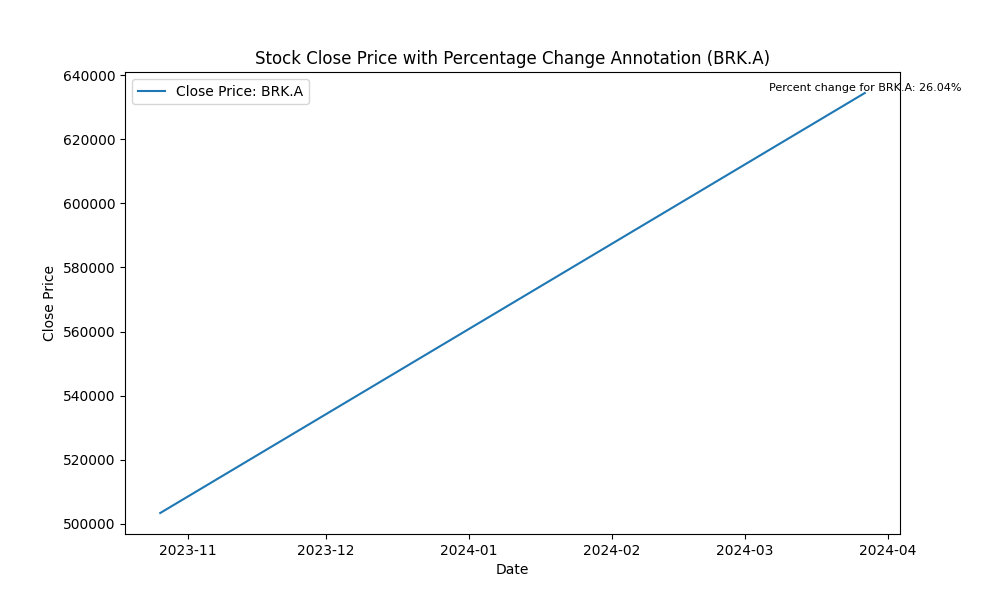 Stock Close Price with Percentage Change Annotation (BRK.A)
Close Price: BRK.A
Percent change for BRK.A: 26.04%
Close Price
640000
620000
600000
580000
560000
540000
520000
500000
2023-11 2023-12 2024-01 2024-02 2024-03 2024-04
Date